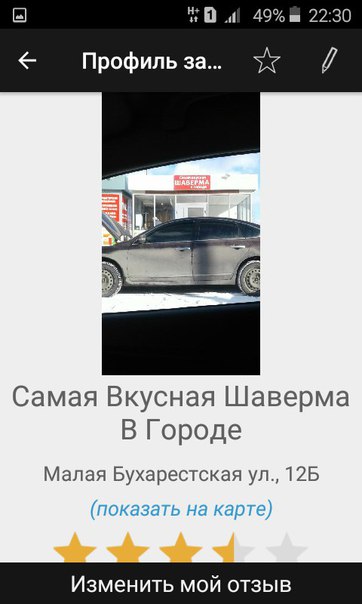 H+ 1 49% 22:30
Профиль за...
ШАВЕРМА
Самая Вкусная Шаверма
В Городе
Малая Бухарестская ул., 12Б
(показать на карте)
Изменить мой отзыв